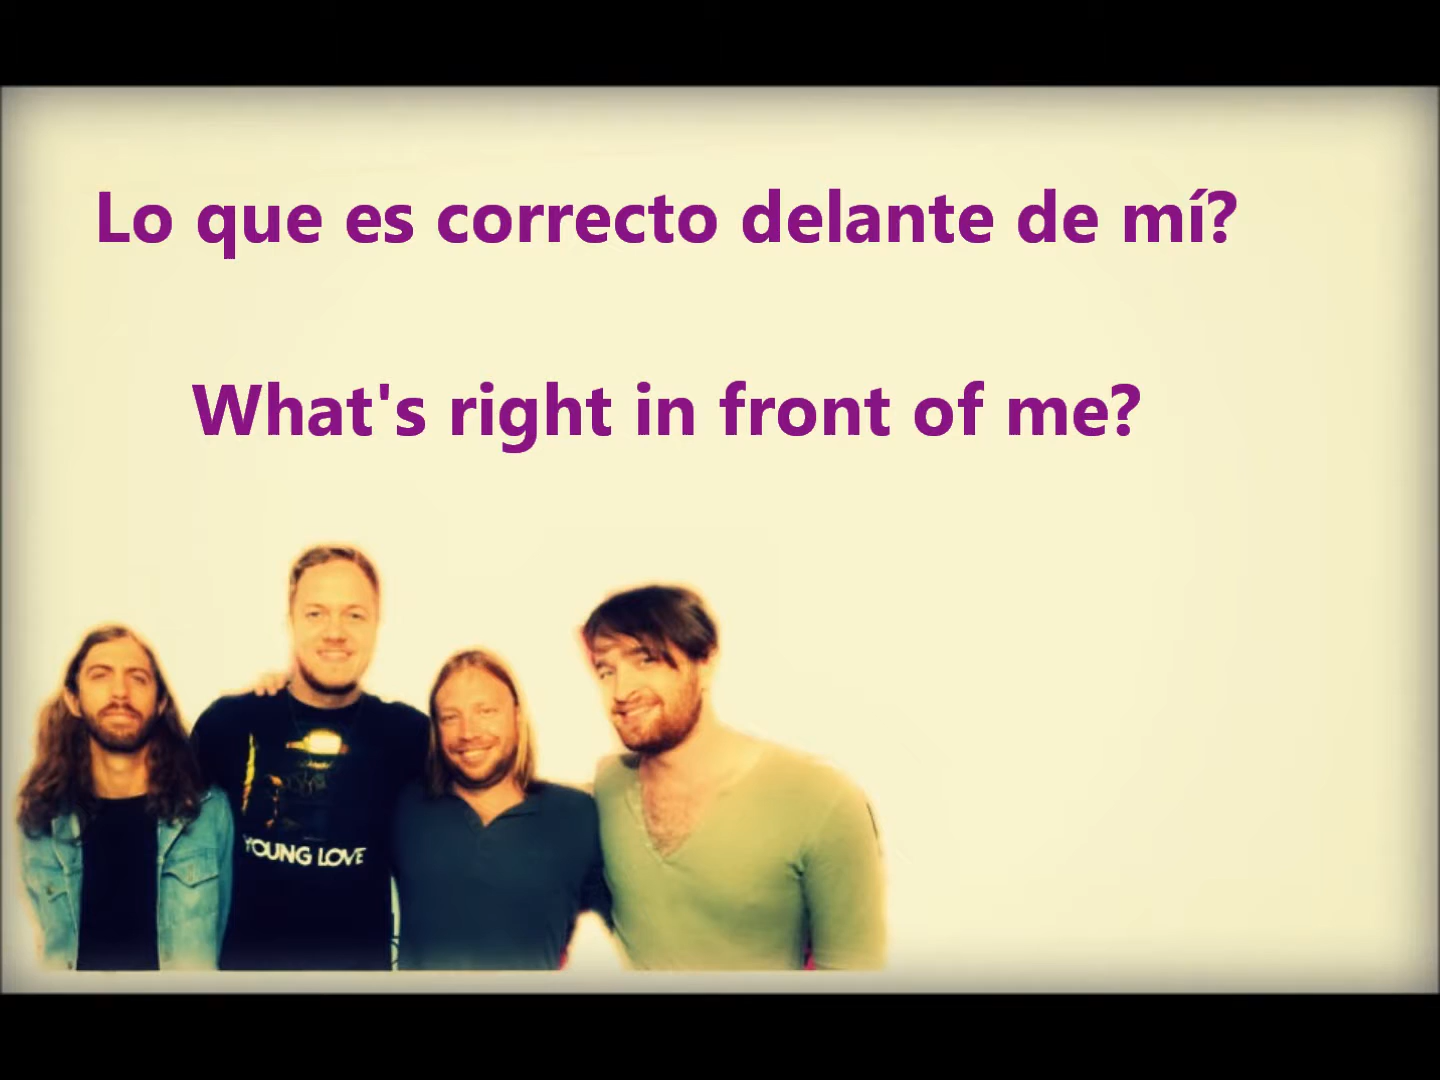 Lo que es correcto delante de mí?
What's right in front of me?
YOUNG LOVE